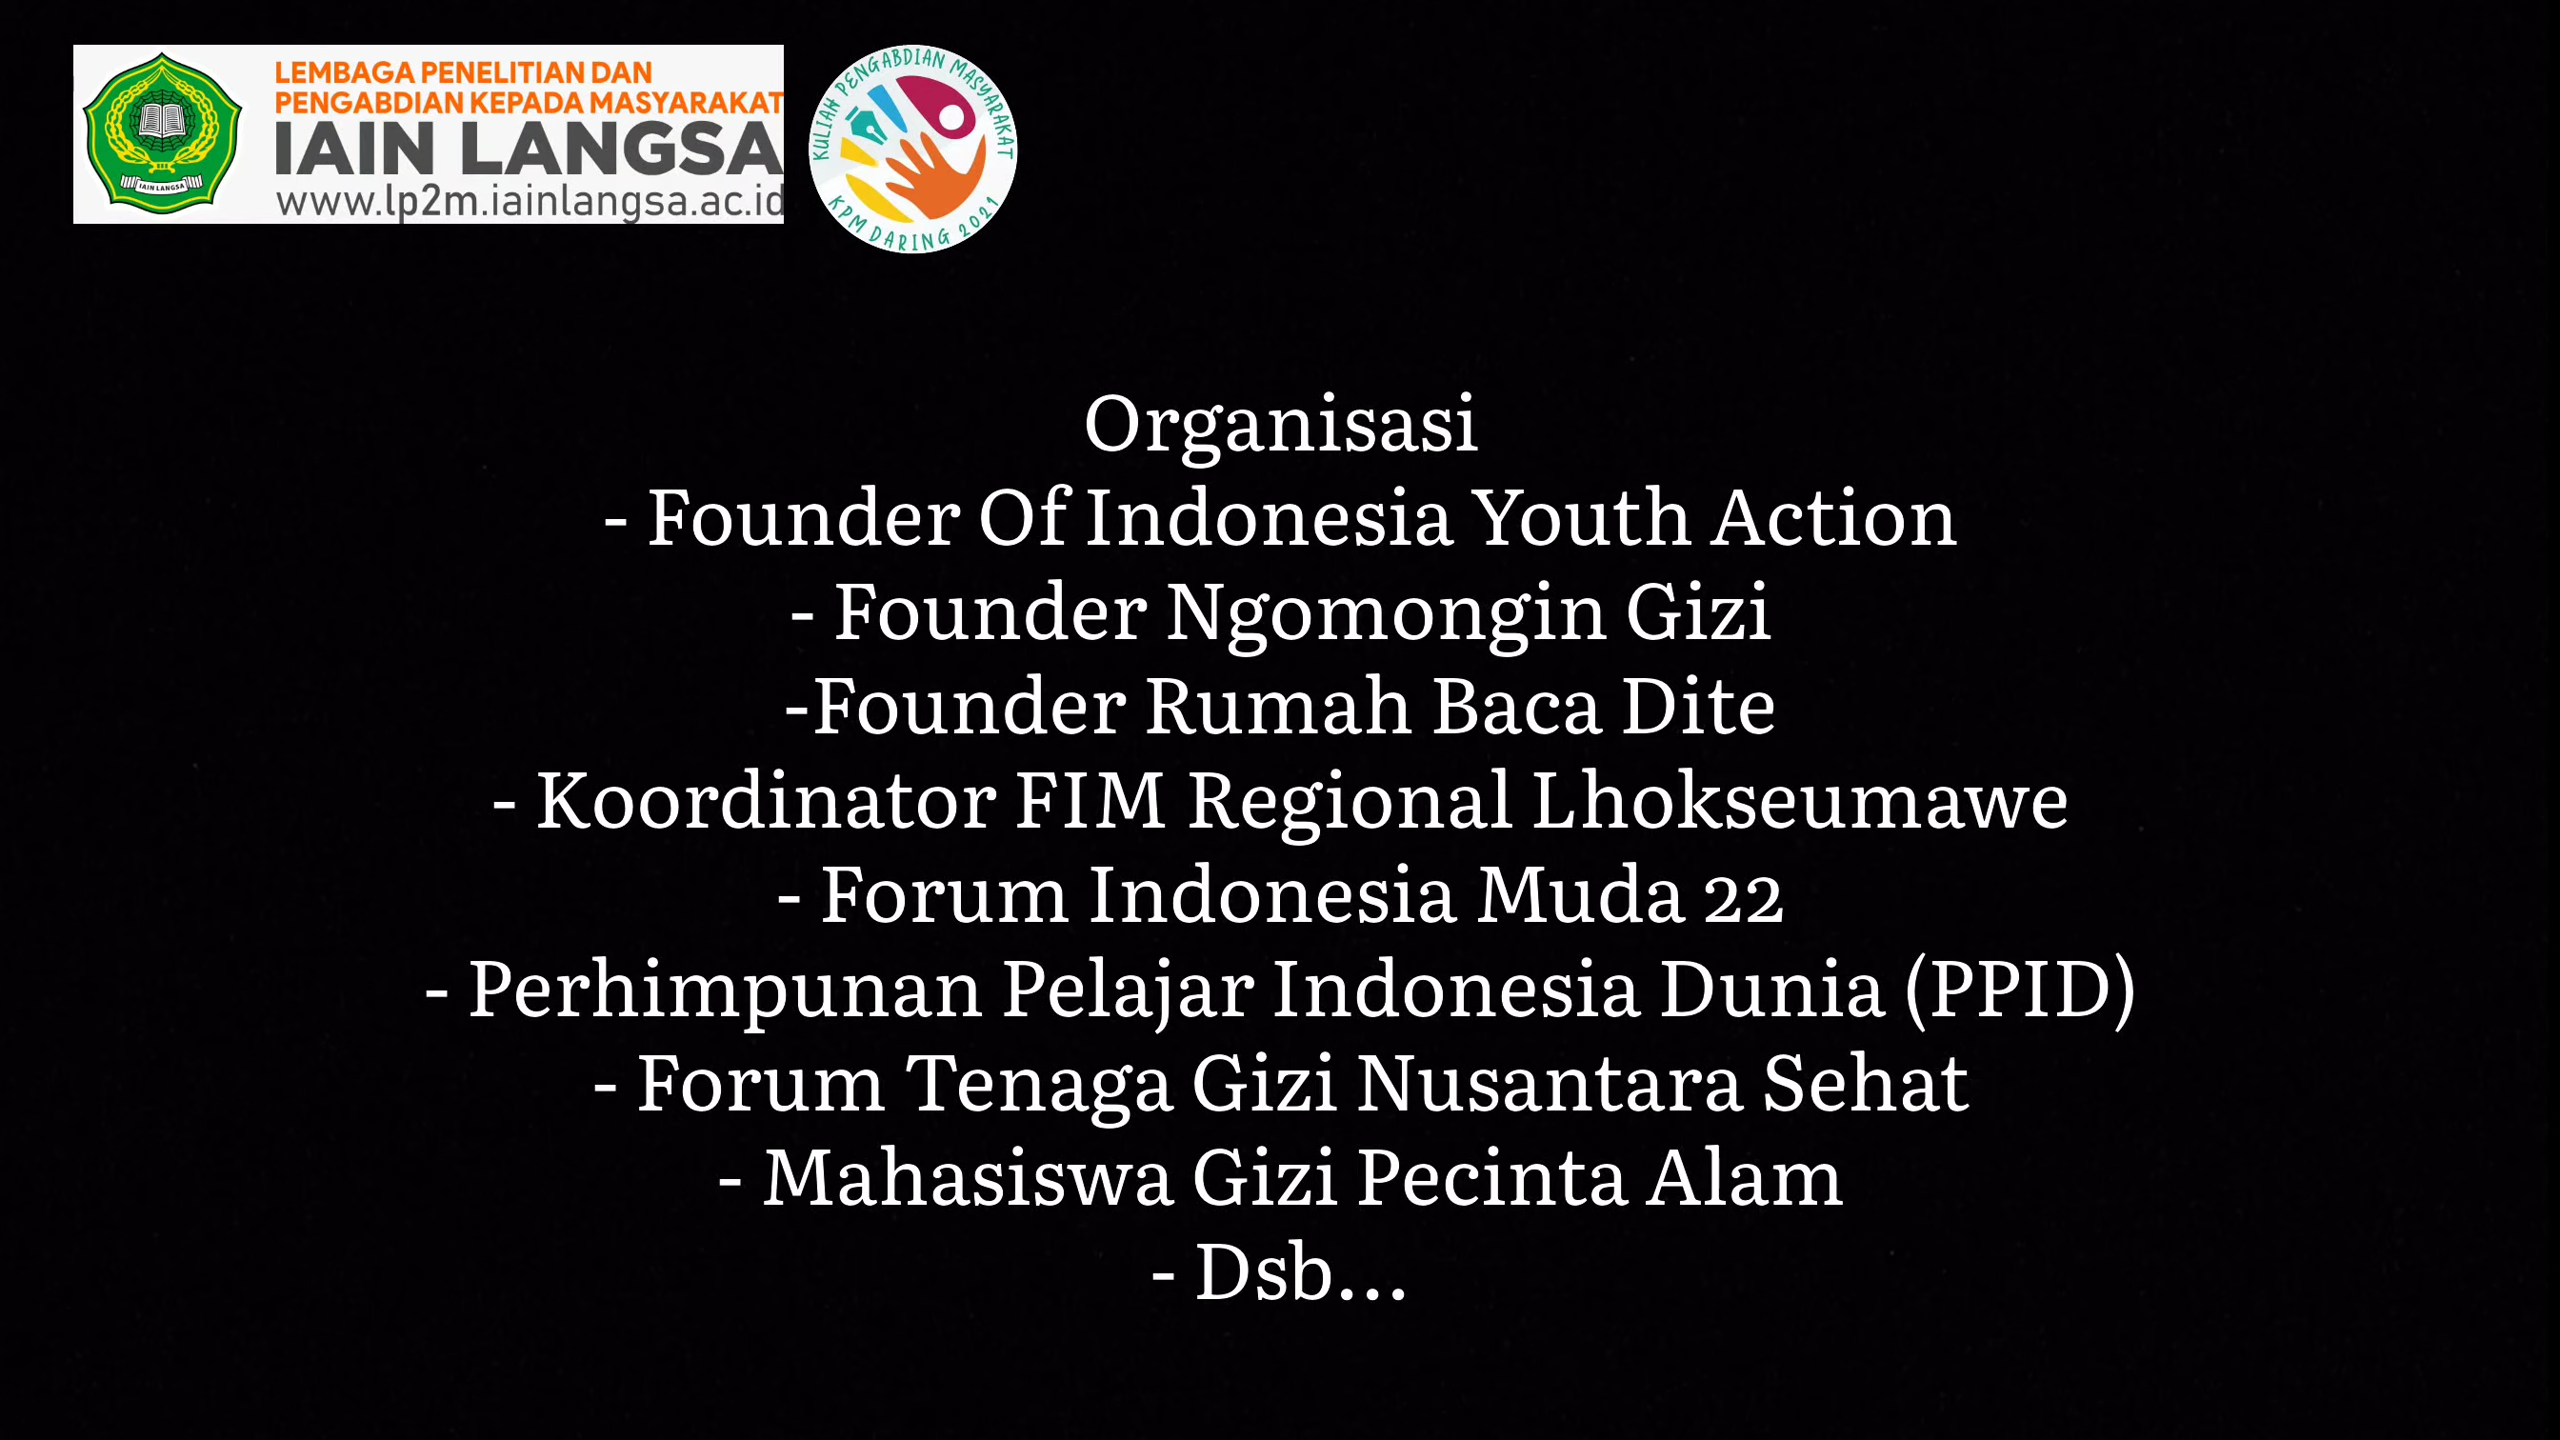 LEMBAGA PENELITIAN DAN
PENGABDIAN KEPADA MASYARAKAT
IAIN LANGSA
www.lp2m.iainlangsa.ac.id
IAIN LANGSA
KULIAH PENGABDIAN MASYARAKAT
KPM DARING 2021
Organisasi
- Founder Of Indonesia Youth Action
- Founder Ngomongin Gizi
-Founder Rumah Baca Dite
- Koordinator FIM Regional Lhokseumawe
- Forum Indonesia Muda 22
- Perhimpunan Pelajar Indonesia Dunia (PPID)
- Forum Tenaga Gizi Nusantara Sehat
- Mahasiswa Gizi Pecinta Alam
- Dsb...